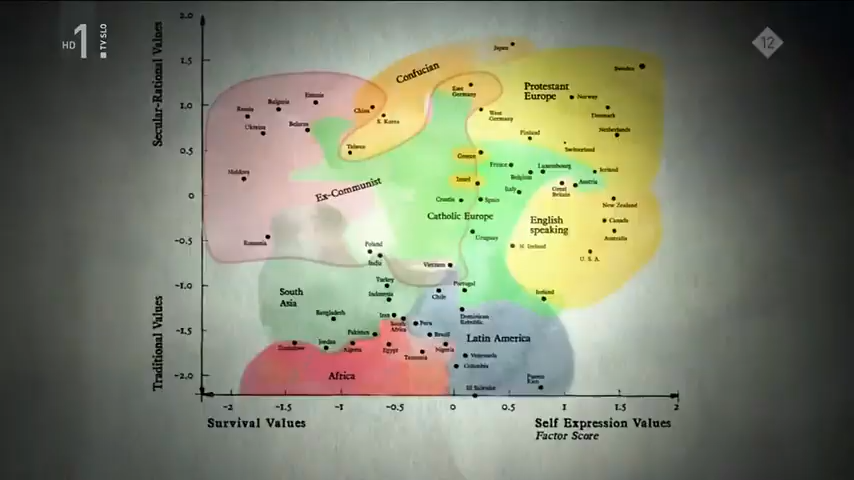 HD 1 TV SLO
12
2.0
1.5
1.0
0.5
0
-0.5
-1.0
-1.5
-2.0
Secular-Rational Values
Traditional Values
Japan
Confucian
East
Germany
Protestant
Europe
Sweden
Norway
Denmark
Netherlands
Estonia
Bulgaria
Russia
Ukraine
Belarus
China
S. Korea
Taiwan
West
Germany
Finland
Switzerland
Moldova
Ex-Communist
Greece
France
Luxembourg
Iceland
Belgium
Israel
Italy
Great
Britain
Austria
Croatia
Spain
New Zealand
Catholic Europe
English
speaking
Canada
Australia
Romania
Uruguay
N. Ireland
U. S. A.
Poland
India
Vietnam
Turkey
Indonesia
South
Asia
Chile
Portugal
Ireland
Bangladesh
Iran
South
Africa
Peru
Dominican
Republic
Pakistan
Brazil
Latin America
Zimbabwe
Jordan
Algeria
Egypt
Tanzania
Nigeria
Venezuela
Colombia
Africa
El Salvador
Puerto
Rico
-2
-1.5
-1
-0.5
0
0.5
1
1.5
2
Survival Values
Self Expression Values
Factor Score